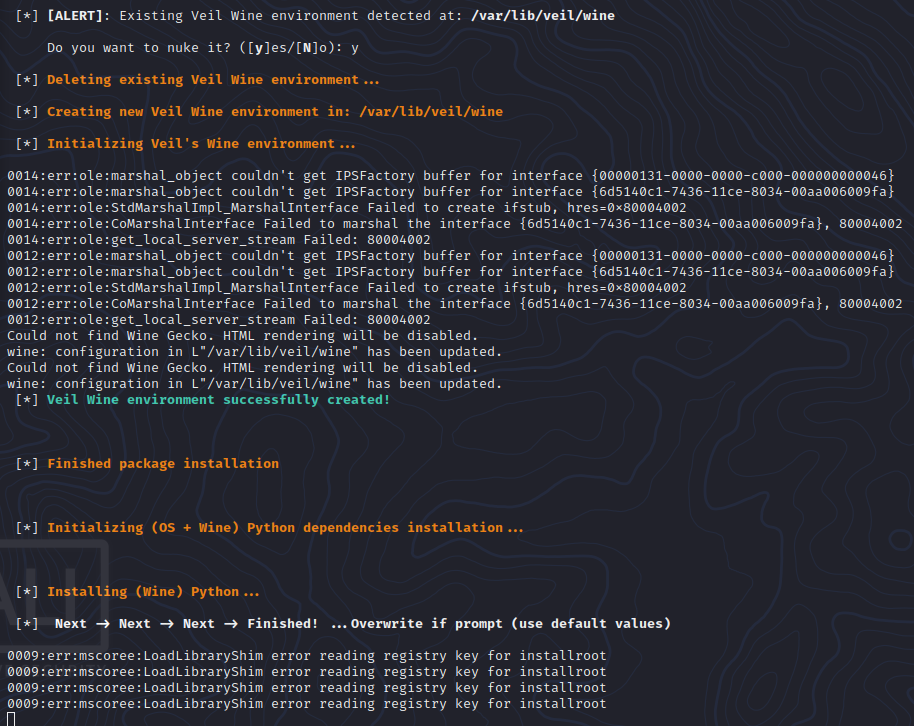 [*] [ALERT]: Existing Veil Wine environment detected at: /var/lib/veil/wine
Do you want to nuke it? ([y]es/[N]o): y
[*] Deleting existing Veil Wine environment...
[*] Creating new Veil Wine environment in: /var/lib/veil/wine
[*] Initializing Veil's Wine environment...
0014:err:ole:marshal_object couldn't get IPSFactory buffer for interface {00000131-0000-0000-c000-000000000046}
0014:err:ole:marshal_object couldn't get IPSFactory buffer for interface {6d5140c1-7436-11ce-8034-00aa006009fa}
0014:err:ole:StdMarshalImpl_MarshalInterface Failed to create ifstub, hres=0×80004002
0014:err:ole:CoMarshalInterface Failed to marshal the interface {6d5140c1-7436-11ce-8034-00aa006009fa}, 80004002
0014:err:ole:get_local_server_stream Failed: 80004002
0012:err:ole:marshal_object couldn't get IPSFactory buffer for interface {00000131-0000-0000-c000-000000000046}
0012:err:ole:marshal_object couldn't get IPSFactory buffer for interface {6d5140c1-7436-11ce-8034-00aa006009fa}
0012:err:ole:StdMarshalImpl_MarshalInterface Failed to create ifstub, hres=0×80004002
0012:err:ole:CoMarshalInterface Failed to marshal the interface {6d5140c1-7436-11ce-8034-00aa006009fa}, 80004002
0012:err:ole:get_local_server_stream Failed: 80004002
Could not find Wine Gecko. HTML rendering will be disabled.
wine: configuration in L"/var/lib/veil/wine" has been updated.
Could not find Wine Gecko. HTML rendering will be disabled.
wine: configuration in L"/var/lib/veil/wine" has been updated.
[*] Veil Wine environment successfully created!
[*] Finished package installation
[*] Initializing (OS + Wine) Python dependencies installation...
[*] Installing (Wine) Python...
[*] Next → Next → Next → Finished! ...Overwrite if prompt (use default values)
0009:err:mscoree:LoadLibraryShim error reading registry key for installroot
0009:err:mscoree:LoadLibraryShim error reading registry key for installroot
0009:err:mscoree:LoadLibraryShim error reading registry key for installroot
0009:err:mscoree:LoadLibraryShim error reading registry key for installroot